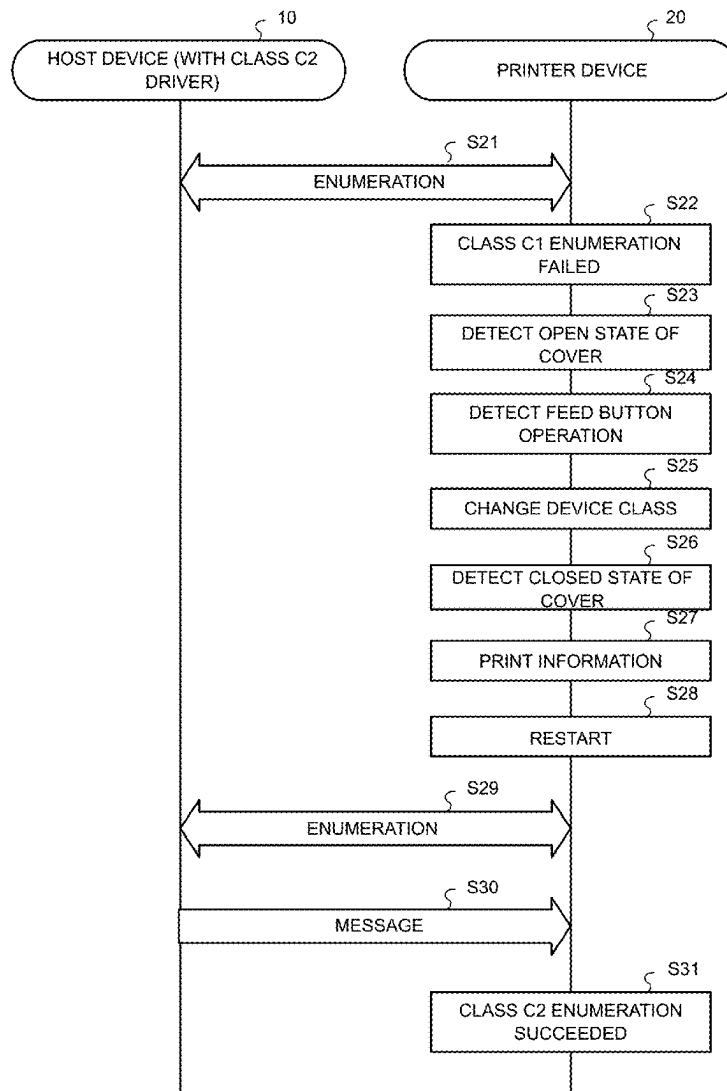 10
20
HOST DEVICE (WITH CLASS C2
DRIVER)
PRINTER DEVICE
S21
ENUMERATION
S22
CLASS C1 ENUMERATION
FAILED
S23
DETECT OPEN STATE OF
COVER
S24
DETECT FEED BUTTON
OPERATION
S25
CHANGE DEVICE CLASS
S26
DETECT CLOSED STATE OF
COVER
S27
PRINT INFORMATION
S28
RESTART
S29
ENUMERATION
S30
MESSAGE
S31
CLASS C2 ENUMERATION
SUCCEEDED